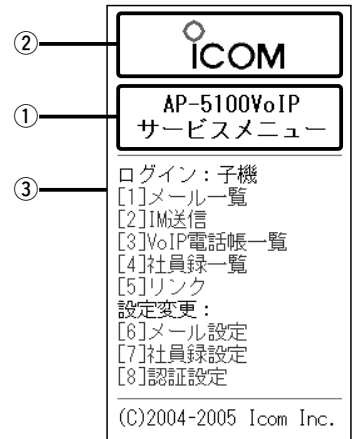 ②
ICOM
①
AP-5100VoIP
サービスメニュー
③
ログイン：子機
[1]メール一覧
[2]IM送信
[3]VoIP電話帳一覧
[4]社員録一覧
[5]リンク
設定変更：
[6]メール設定
[7]社員録設定
[8]認証設定
(C)2004-2005 Icom Inc.